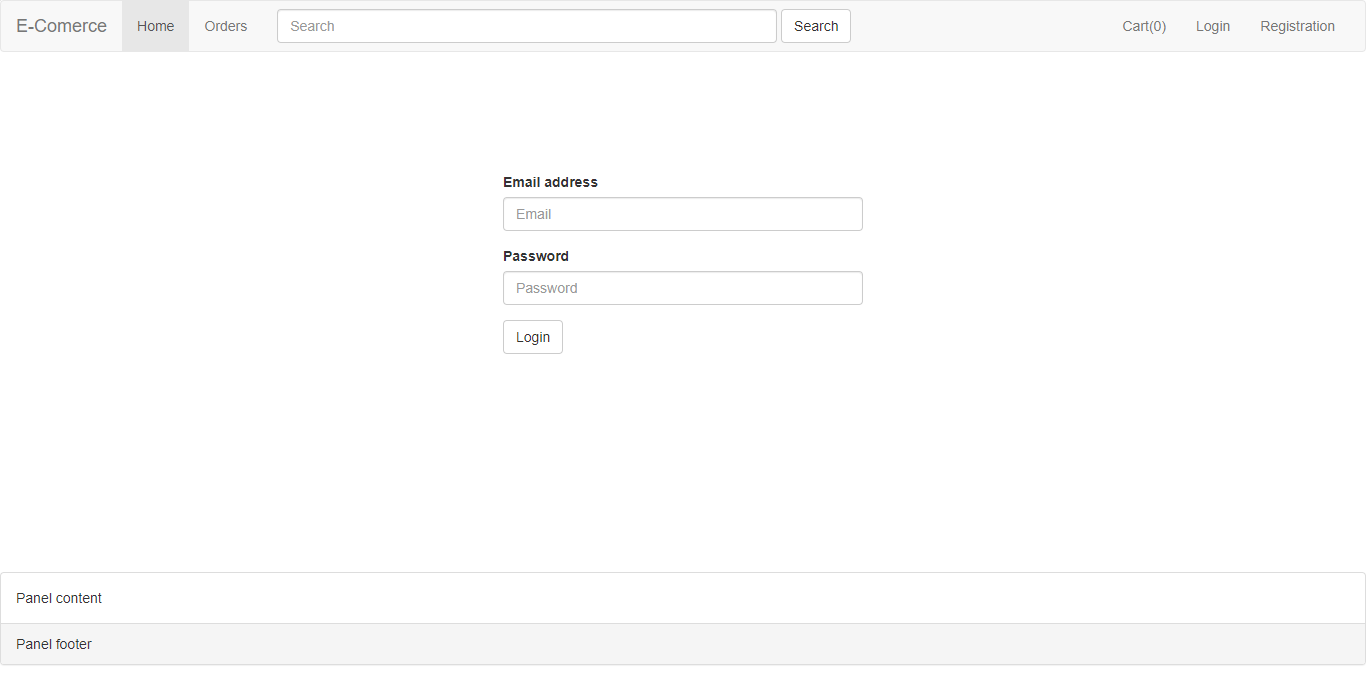 E-Comerce Home Orders Search Search Cart(0) Login Registration
Email address
Email
Password
Password
Login
Panel content
Panel footer